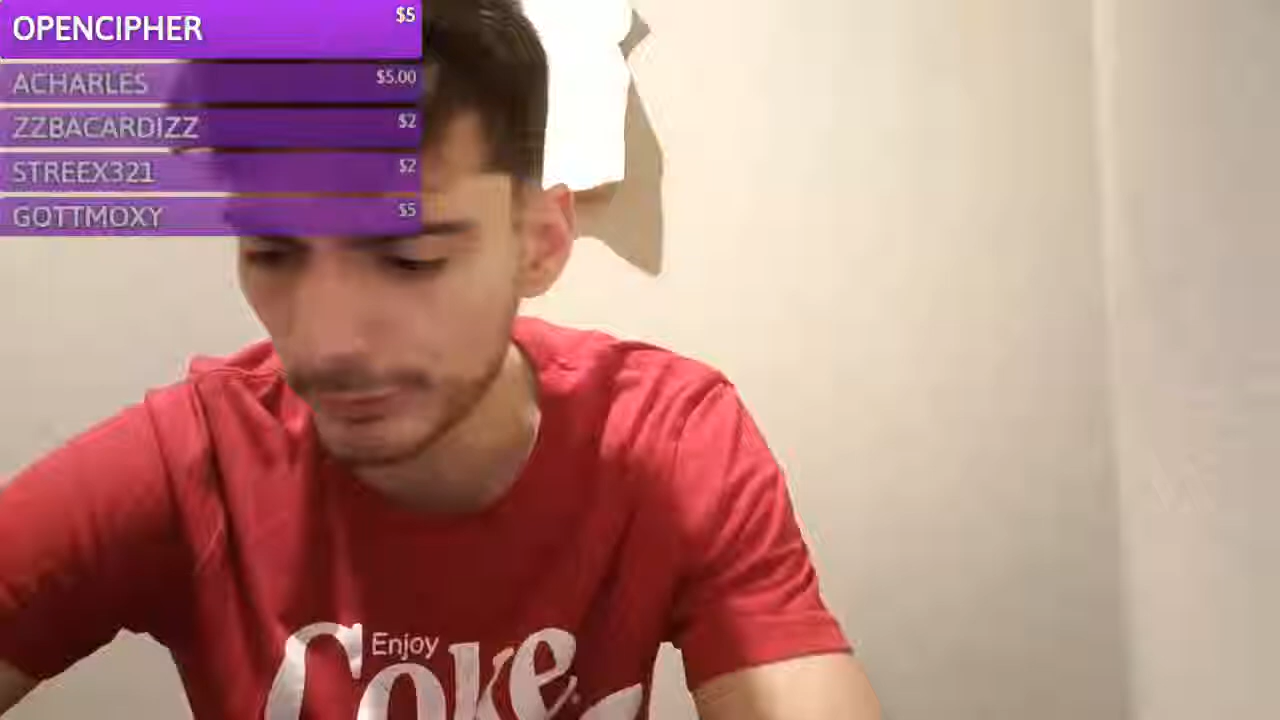 OPENCIPHER $5
ACHARLES $5.00
ZZBACARDIZZ $2
STREEX321 $2
GOTTMOXY $5
Enjoy
Coke